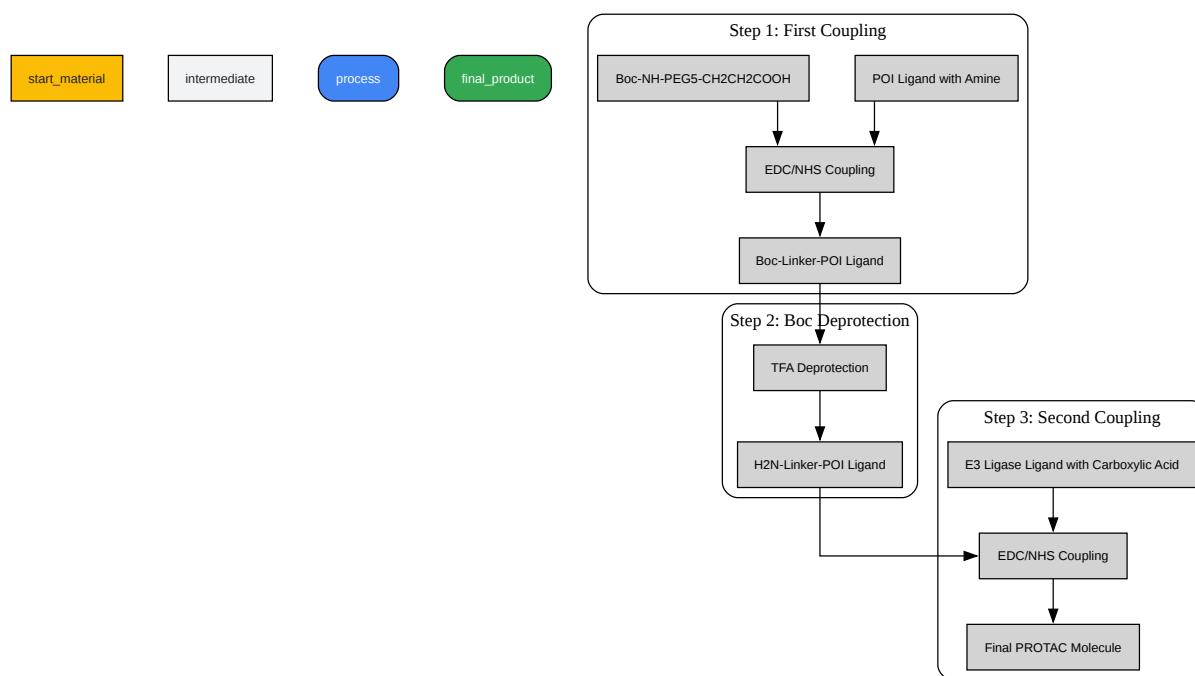 start_material
intermediate
process
final_product
Step 1: First Coupling
Boc-NH-PEG5-CH2CH2COOH
POI Ligand with Amine
EDC/NHS Coupling
Boc-Linker-POI Ligand
Step 2: Boc Deprotection
TFA Deprotection
H2N-Linker-POI Ligand
Step 3: Second Coupling
E3 Ligase Ligand with Carboxylic Acid
EDC/NHS Coupling
Final PROTAC Molecule